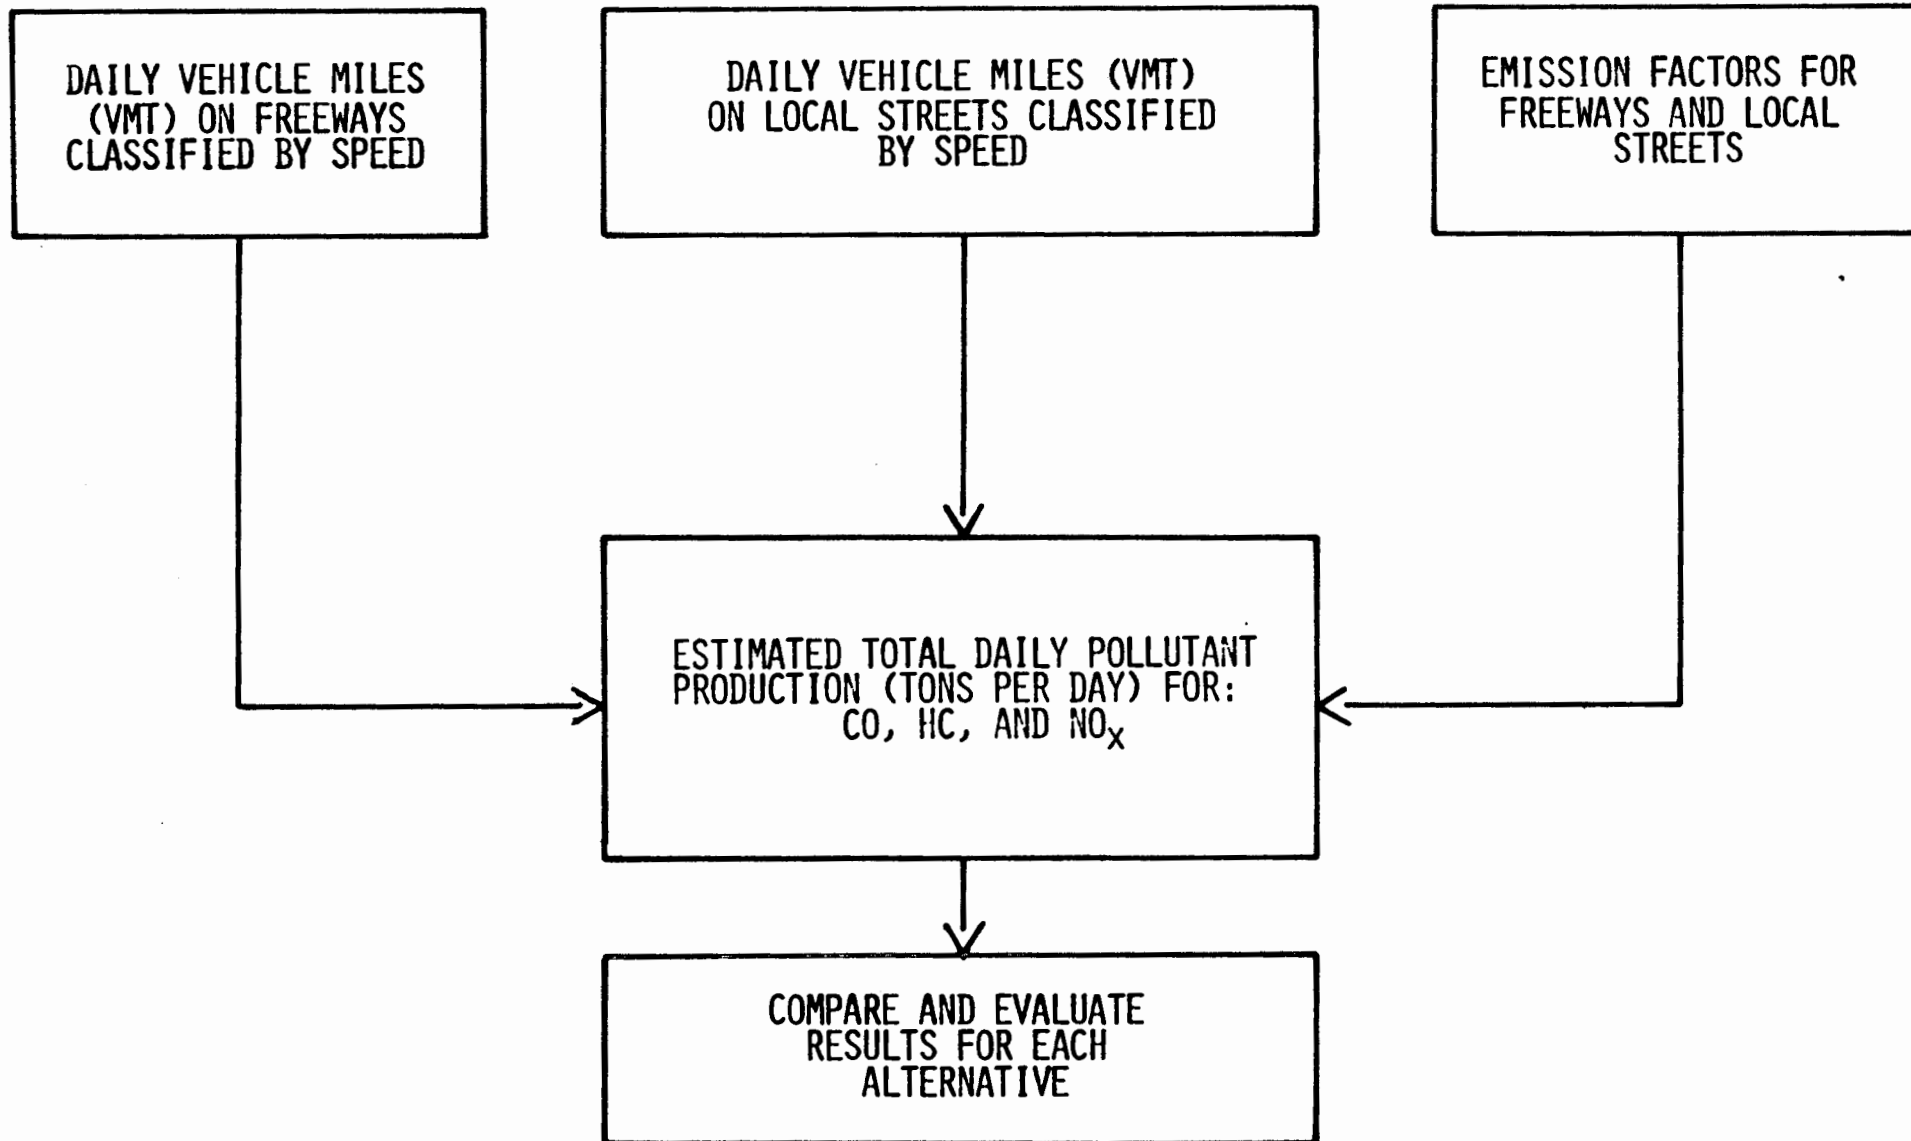 DAILY VEHICLE MILES
(VMT) ON FREEWAYS
CLASSIFIED BY SPEED
DAILY VEHICLE MILES (VMT)
ON LOCAL STREETS CLASSIFIED
BY SPEED
EMISSION FACTORS FOR
FREEWAYS AND LOCAL
STREETS
ESTIMATED TOTAL DAILY POLLUTANT
PRODUCTION (TONS PER DAY) FOR:
CO, HC, AND NOX
COMPARE AND EVALUATE
RESULTS FOR EACH
ALTERNATIVE